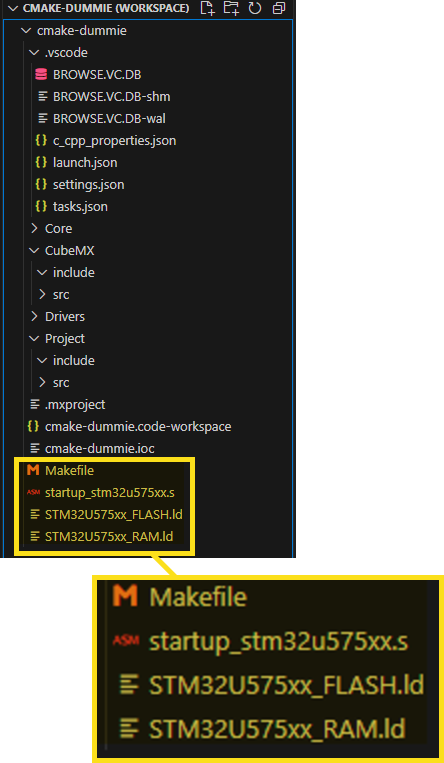 CMAKE-DUMMIE (WORKSPACE)
cmake-dummie
.vscode
BROWSE.VC.DB
BROWSE.VC.DB-shm
BROWSE.VC.DB-wal
{} c_cpp_properties.json
{} launch.json
{} settings.json
{} tasks.json
Core
CubeMX
include
src
Drivers
Project
include
src
.mxproject
{} cmake-dummie.code-workspace
cmake-dummie.ioc
M Makefile
ASM startup_stm32u575xx.s
STM32U575xx_FLASH.ld
STM32U575xx_RAM.ld
M Makefile
ASM startup_stm32u575xx.s
STM32U575xx_FLASH.ld
STM32U575xx_RAM.ld